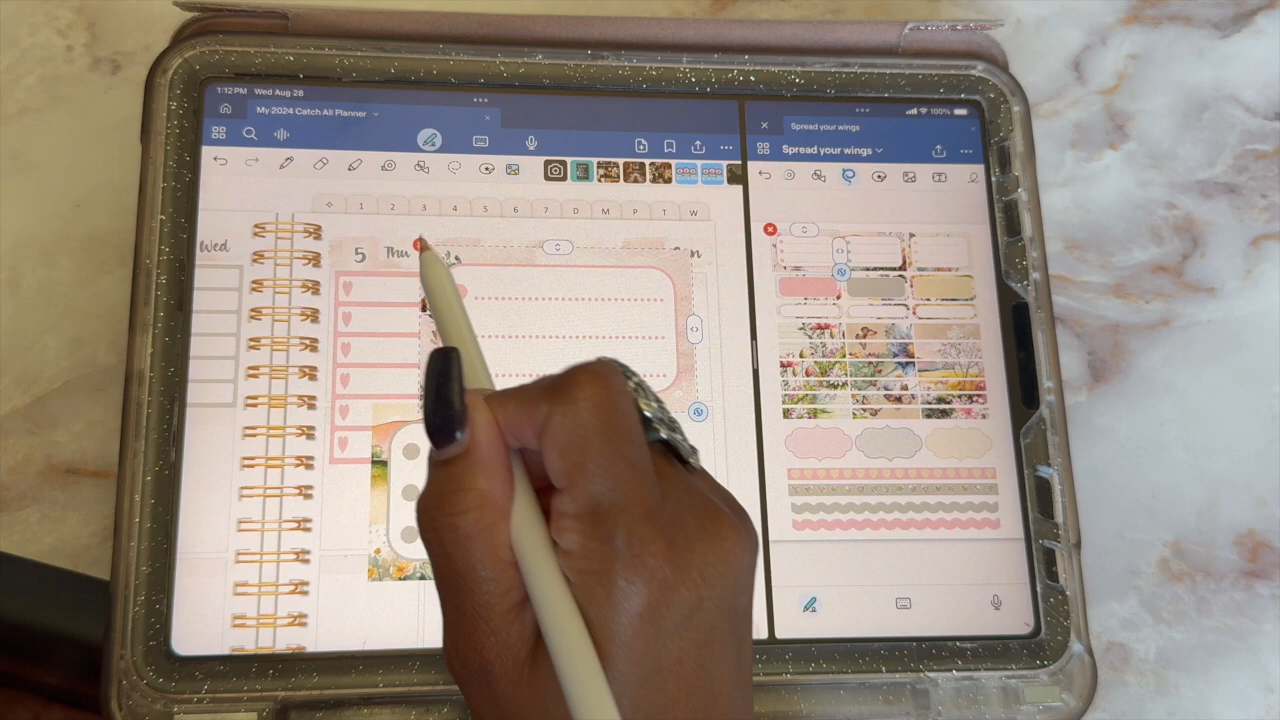 1:12 PM Wed Aug 28
100%
My 2024 Catch All Planner
Spread your wings
Spread your wings
1 2 3 4 5 6 7 D M P T W
Wed
5 Thu